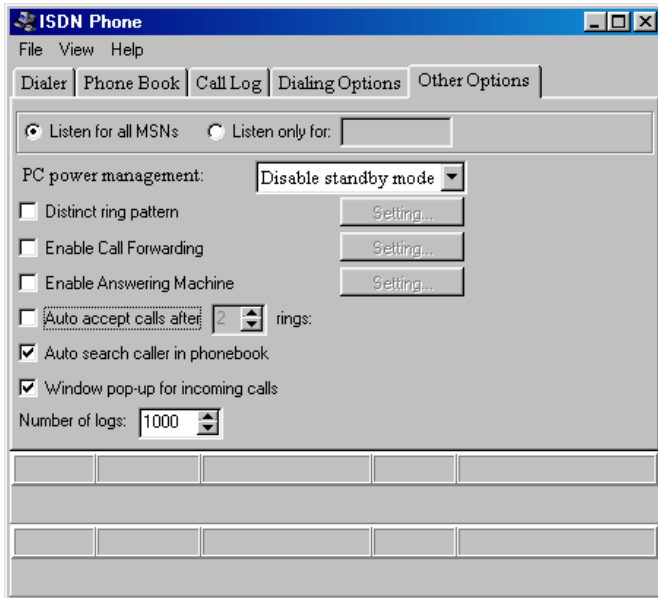 ISDN Phone
File View Help
Dialer Phone Book Call Log Dialing Options Other Options
Listen for all MSNs Listen only for:
PC power management: Disable standby mode
Distinct ring pattern Setting...
Enable Call Forwarding Setting...
Enable Answering Machine Setting...
Auto accept calls after 2 rings:
Auto search caller in phonebook
Window pop-up for incoming calls
Number of logs: 1000